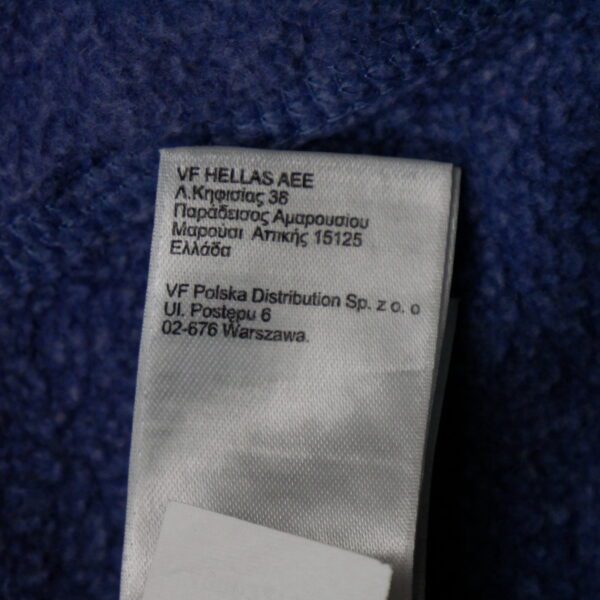 VF HELLAS AEE
Λ.Κηφισίας 38
Παράδεισος Αμαρουσίου
Μαρούσι Αττικής 15125
Ελλάδα
VF Polska Distribution Sp. z o. o
Ul. Postępu 6
02-676 Warszawa.